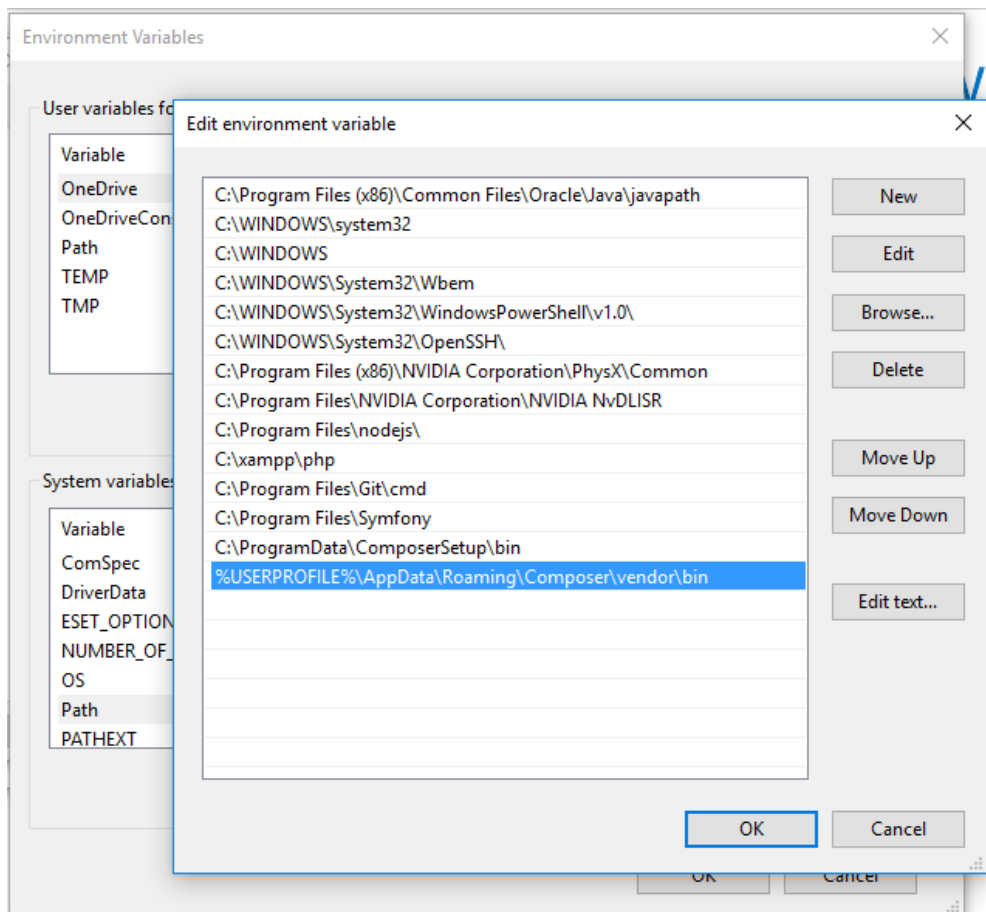 Environment Variables
User variables fo
Edit environment variable
Variable
OneDrive
OneDriveCons
Path
TEMP
TMP
C:\Program Files (x86)\Common Files\Oracle\Java\javapath
C:\WINDOWS\system32
C:\WINDOWS
C:\WINDOWS\System32\Wbem
C:\WINDOWS\System32\WindowsPowerShell\v1.0\
C:\WINDOWS\System32\OpenSSH\
C:\Program Files (x86)\NVIDIA Corporation\PhysX\Common
C:\Program Files\NVIDIA Corporation\NVIDIA NvDLISR
C:\Program Files\nodejs\
C:\xampp\php
C:\Program Files\Git\cmd
C:\Program Files\Symfony
C:\ProgramData\ComposerSetup\bin
%USERPROFILE%\AppData\Roaming\Composer\vendor\bin
New
Edit
Browse...
Delete
Move Up
Move Down
Edit text...
System variables
Variable
ComSpec
DriverData
ESET_OPTION
NUMBER_OF_
OS
Path
PATHEXT
OK
Cancel
OK
Cancel